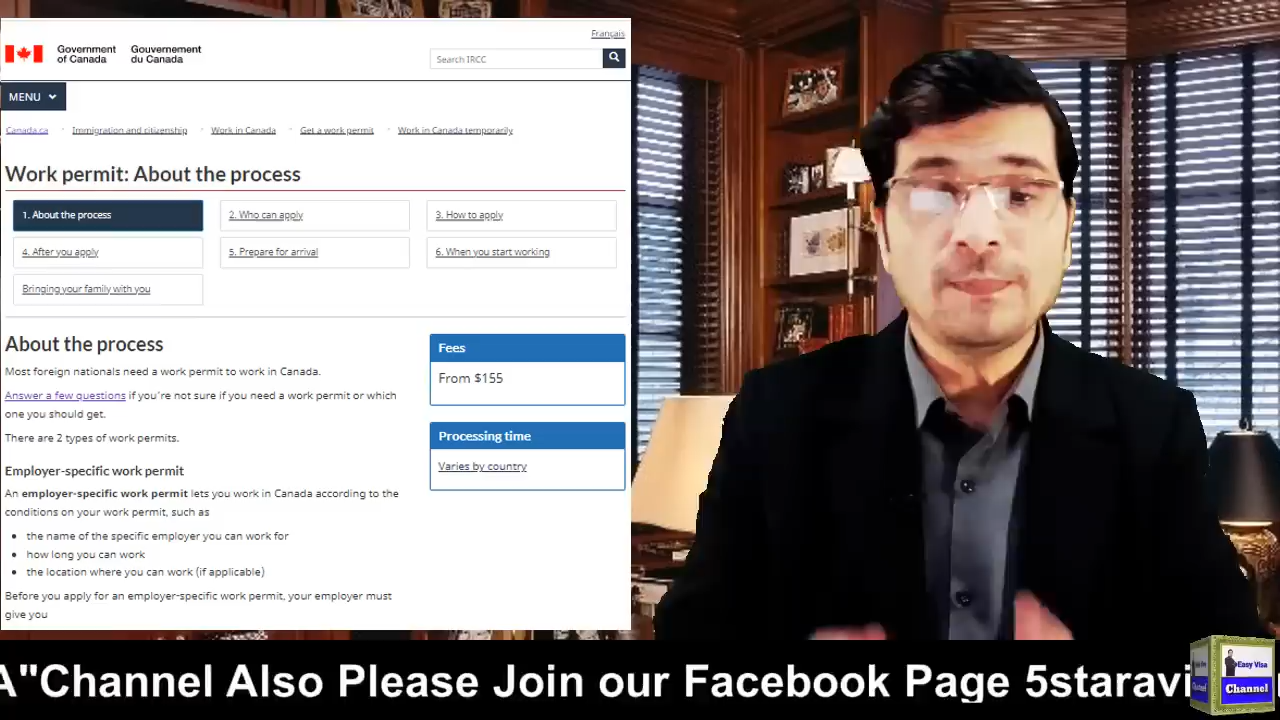 Français
Government
of Canada
Gouvernement
du Canada
Search IRCC
MENU
Canada.ca
Immigration and citizenship
Work in Canada
Get a work permit
Work in Canada temporarily
Work permit: About the process
1. About the process
2. Who can apply
3. How to apply
4. After you apply
5. Prepare for arrival
6. When you start working
Bringing your family with you
About the process
Most foreign nationals need a work permit to work in Canada.
Answer a few questions if you're not sure if you need a work permit or which
one you should get.
There are 2 types of work permits.
Employer-specific work permit
An employer-specific work permit lets you work in Canada according to the
conditions on your work permit, such as
• the name of the specific employer you can work for
• how long you can work
• the location where you can work (if applicable)
Before you apply for an employer-specific work permit, your employer must
give you
Fees
From $155
Processing time
Varies by country
A"Channel Also Please Join our Facebook Page 5staravi
Easy Visa
Channel